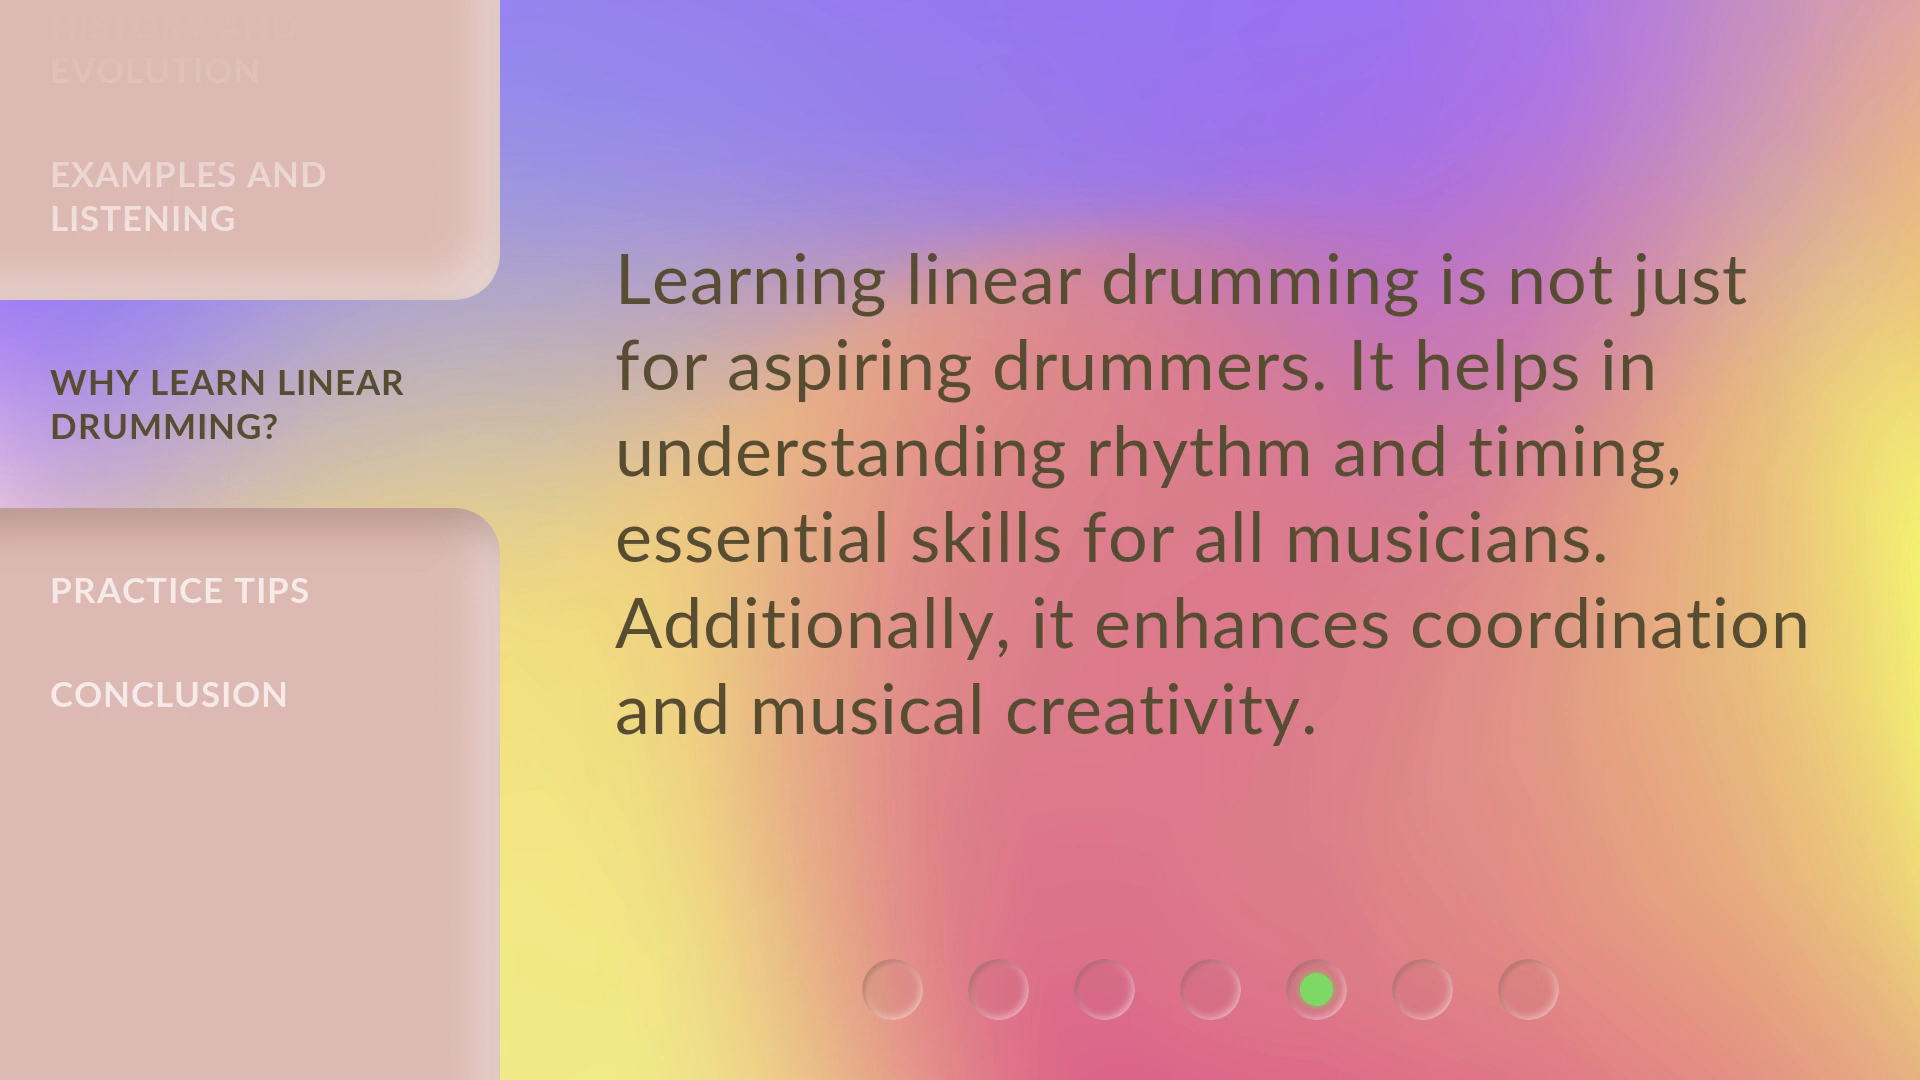 HISTORY AND
EVOLUTION
EXAMPLES AND
LISTENING
WHY LEARN LINEAR
DRUMMING?
PRACTICE TIPS
CONCLUSION
Learning linear drumming is not just
for aspiring drummers. It helps in
understanding rhythm and timing,
essential skills for all musicians.
Additionally, it enhances coordination
and musical creativity.